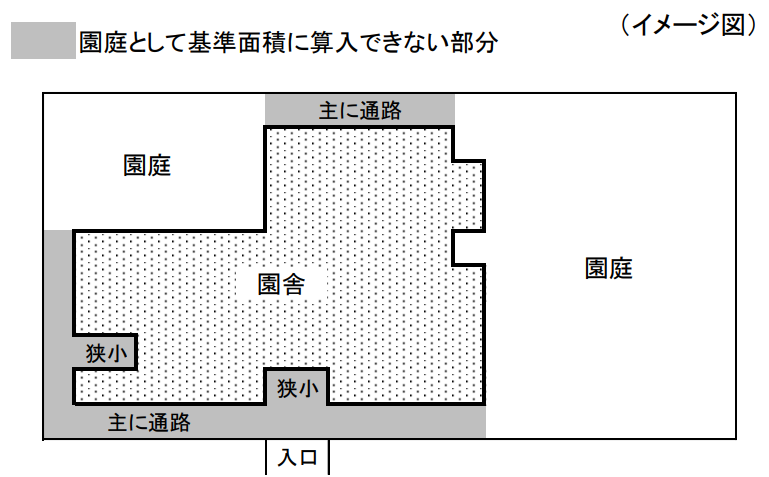 （イメージ図）
園庭として基準面積に算入できない部分
主に通路
園庭
園庭
園舎
狭小
狭小
主に通路
入口